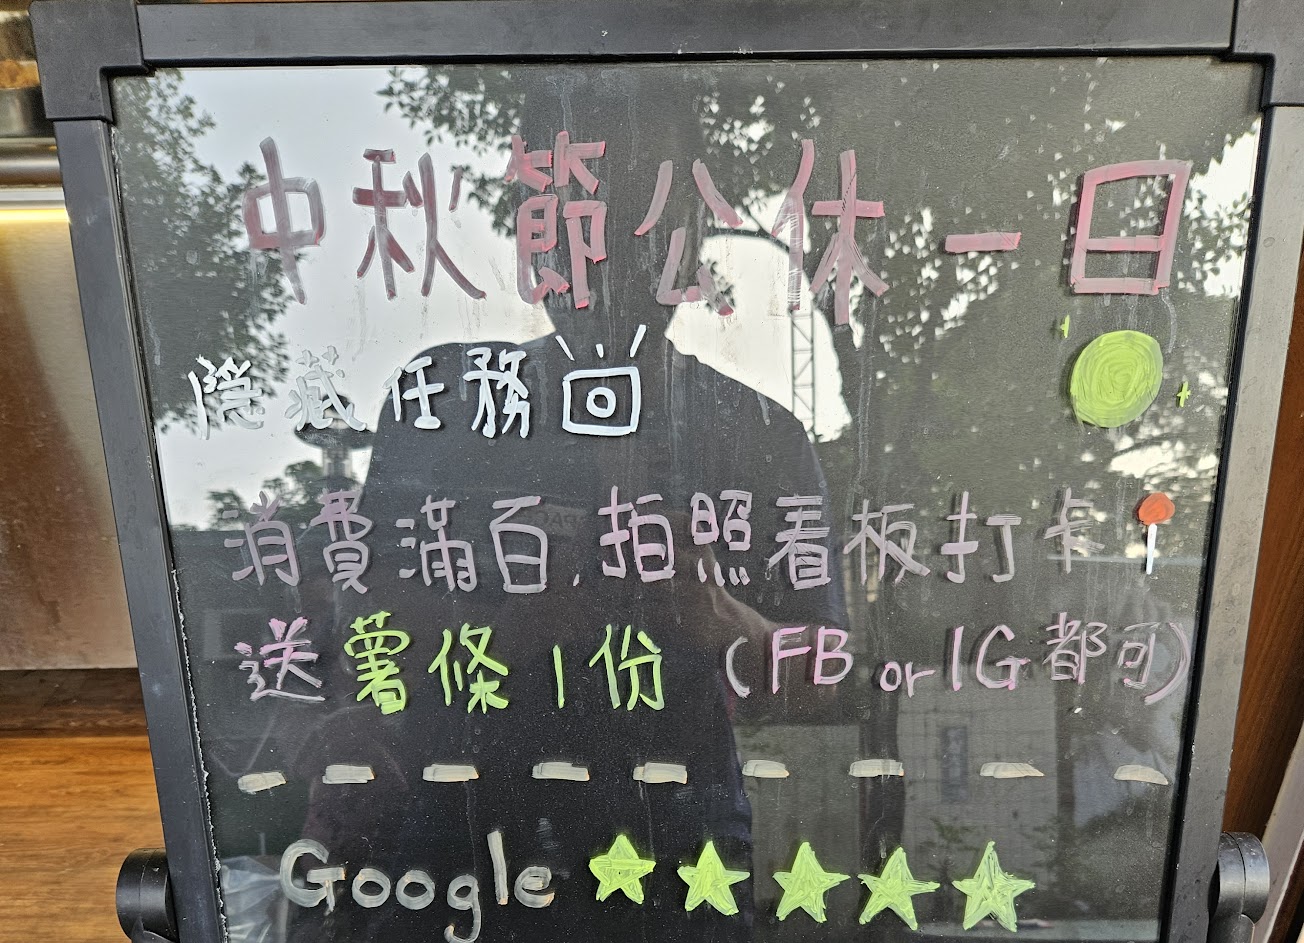 中秋節公休一日
隱藏任務
消費滿百,拍照看板打卡
送薯條1份(FB or IG都可)
Google ★★★★★